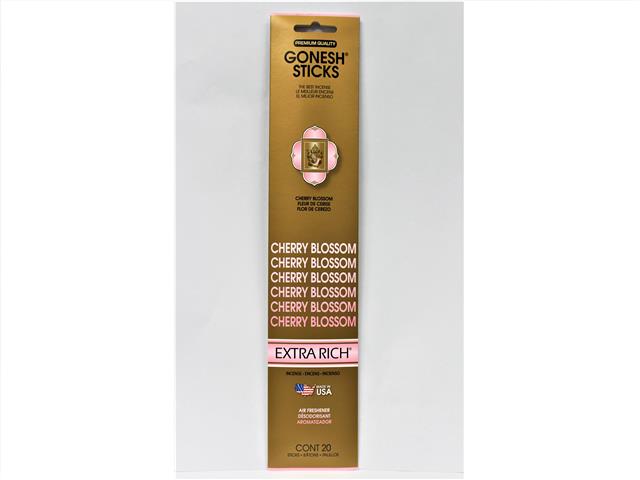 PREMIUM QUALITY
GONESH®
STICKS
THE BEST INCENSE
LE MEILLEUR ENCENS
EL MEJOR INCIENSO
CHERRY BLOSSOM
FLEUR DE CERISE
FLOR DE CEREZO
CHERRY BLOSSOM
CHERRY BLOSSOM
CHERRY BLOSSOM
CHERRY BLOSSOM
CHERRY BLOSSOM
CHERRY BLOSSOM
EXTRA RICH®
INCENSE • ENCENS • INCIENSO
MADE IN
USA
AIR FRESHENER
DÉSODORISANT
AROMATIZADOR
CONT 20
STICKS • BÂTONS • PALILLOS